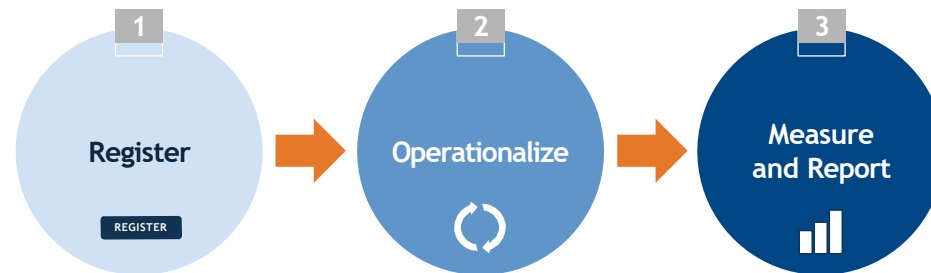 1
Register
REGISTER
2
Operationalize
3
Measure
and Report